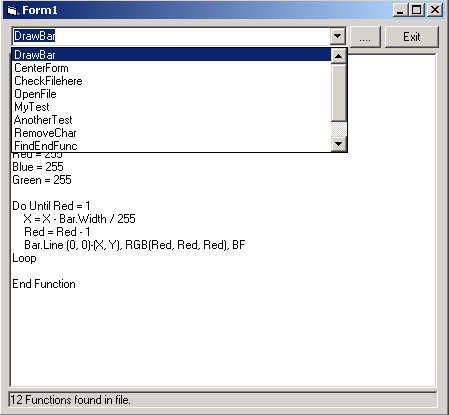 Form1
DrawBar
....
Exit
DrawBar
CenterForm
CheckFilehere
OpenFile
MyTest
AnotherTest
RemoveChar
FindEndFunc
Red = 255
Blue = 255
Green = 255
Do Until Red = 1
X = X - Bar.Width / 255
Red = Red - 1
Bar.Line (0, 0)-(X, Y), RGB(Red, Red, Red), BF
Loop
End Function
12 Functions found in file.